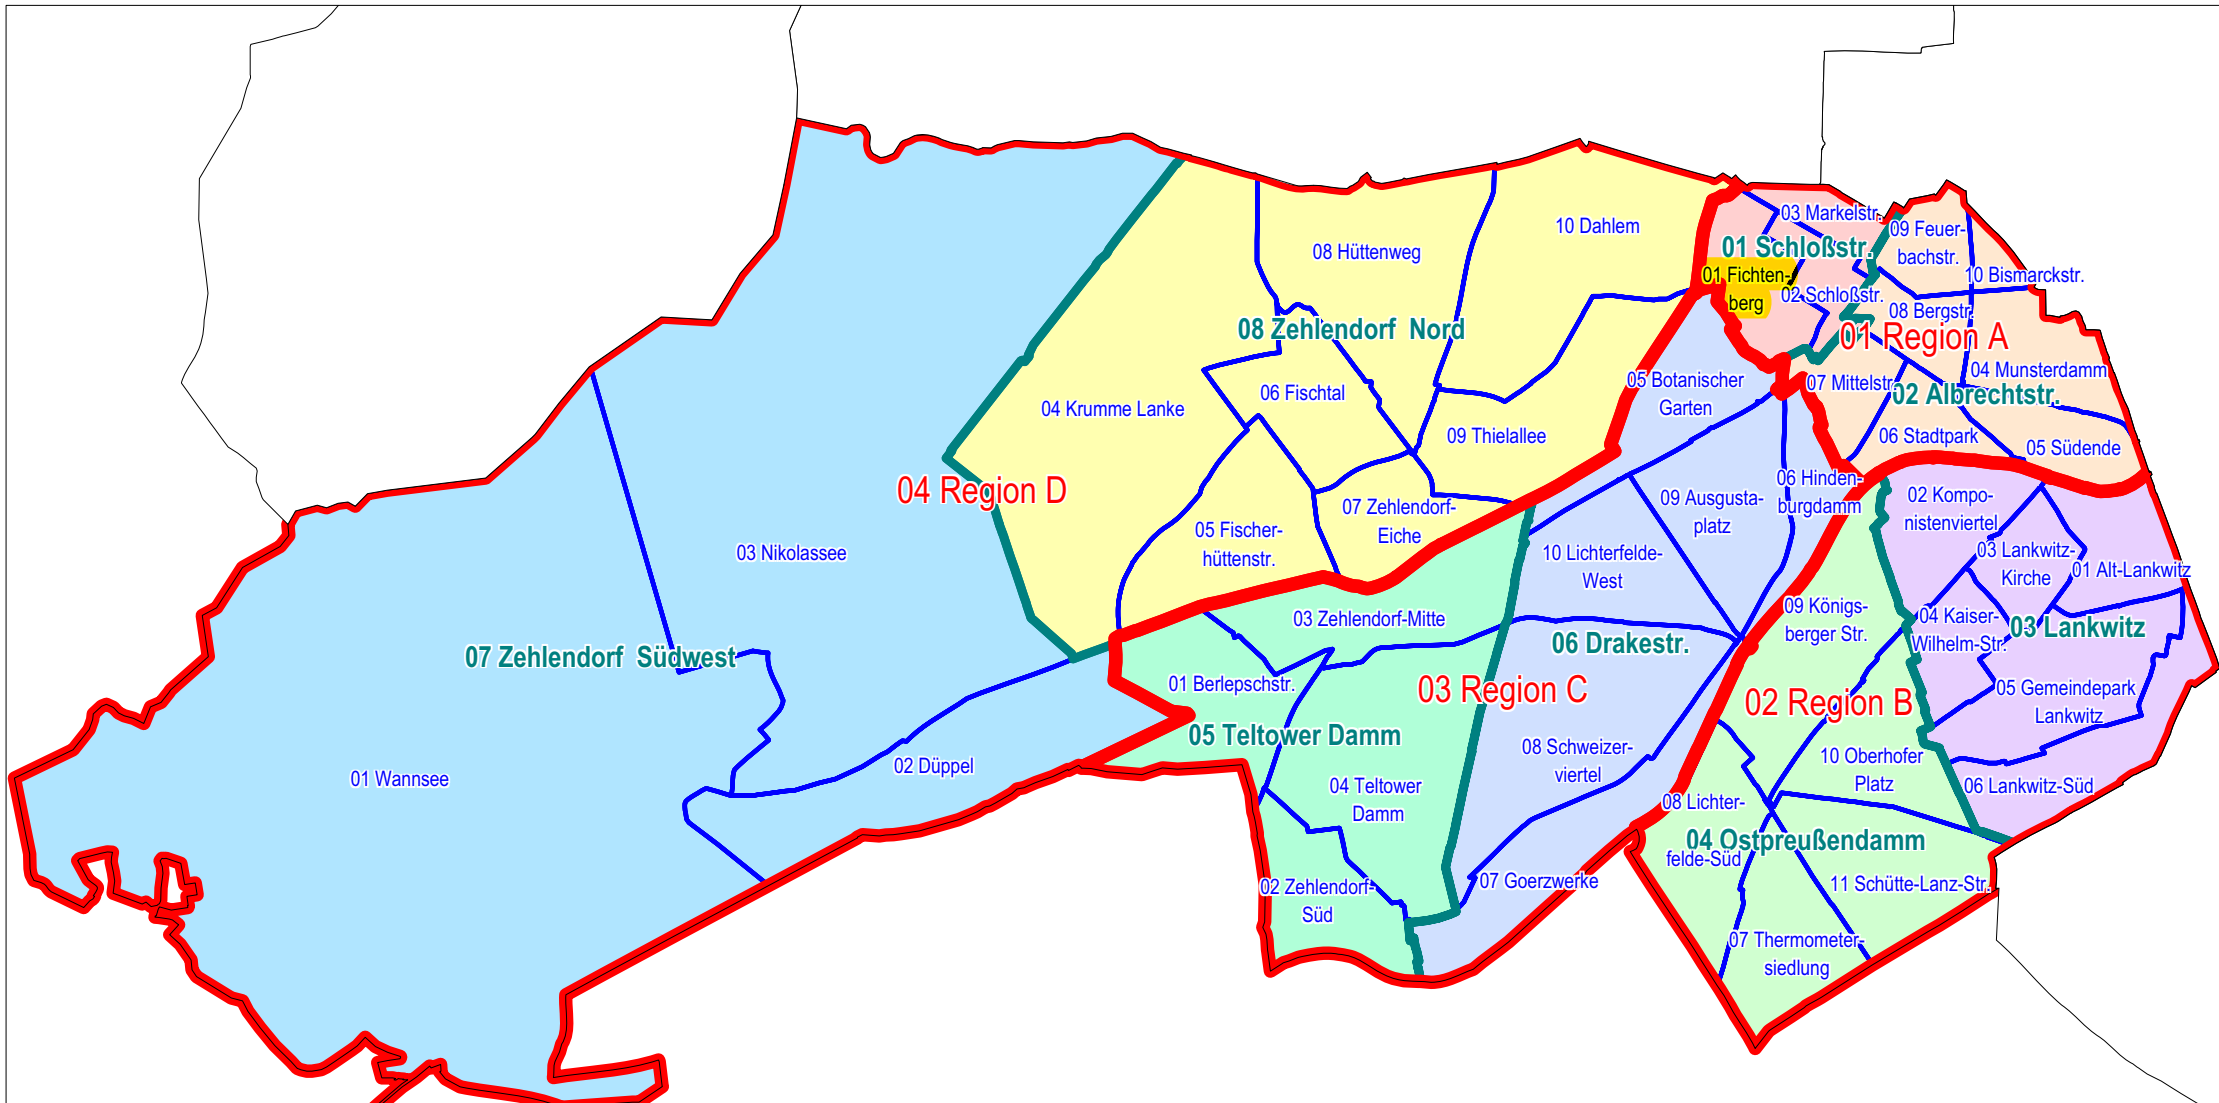 03 Markelstr.
10 Dahlem
09 Feuer-
bachstr.
01 Schloßstr.
08 Hüttenweg
01 Fichten-
berg
10 Bismarckstr.
02 Schloßstr.
08 Bergstr.
08 Zehlendorf Nord
01 Region A
04 Munsterdamm
05 Botanischer
Garten
07 Mittelstr.
02 Albrechtstr.
06 Fischtal
04 Krumme Lanke
09 Thielallee
06 Stadtpark
05 Südende
04 Region D
06 Hinden-
burgdamm
09 Ausgusta-
platz
02 Kompo-
nistenviertel
07 Zehlendorf-
Eiche
05 Fischer-
hüttenstr.
03 Nikolassee
10 Lichterfelde-
West
03 Lankwitz-
Kirche
01 Alt-Lankwitz
03 Zehlendorf-Mitte
09 Königs-
berger Str.
04 Kaiser-
Wilhelm-Str.
03 Lankwitz
06 Drakestr.
07 Zehlendorf Südwest
01 Berlepschstr.
03 Region C
02 Region B
05 Gemeindepark
Lankwitz
05 Teltower Damm
08 Schweizer-
viertel
10 Oberhofer
Platz
02 Düppel
01 Wannsee
04 Teltower
Damm
06 Lankwitz-Süd
08 Lichter-
felde-Süd
04 Ostpreußendamm
02 Zehlendorf-
Süd
07 Goerzwerke
11 Schütte-Lanz-Str.
07 Thermometer-
siedlung